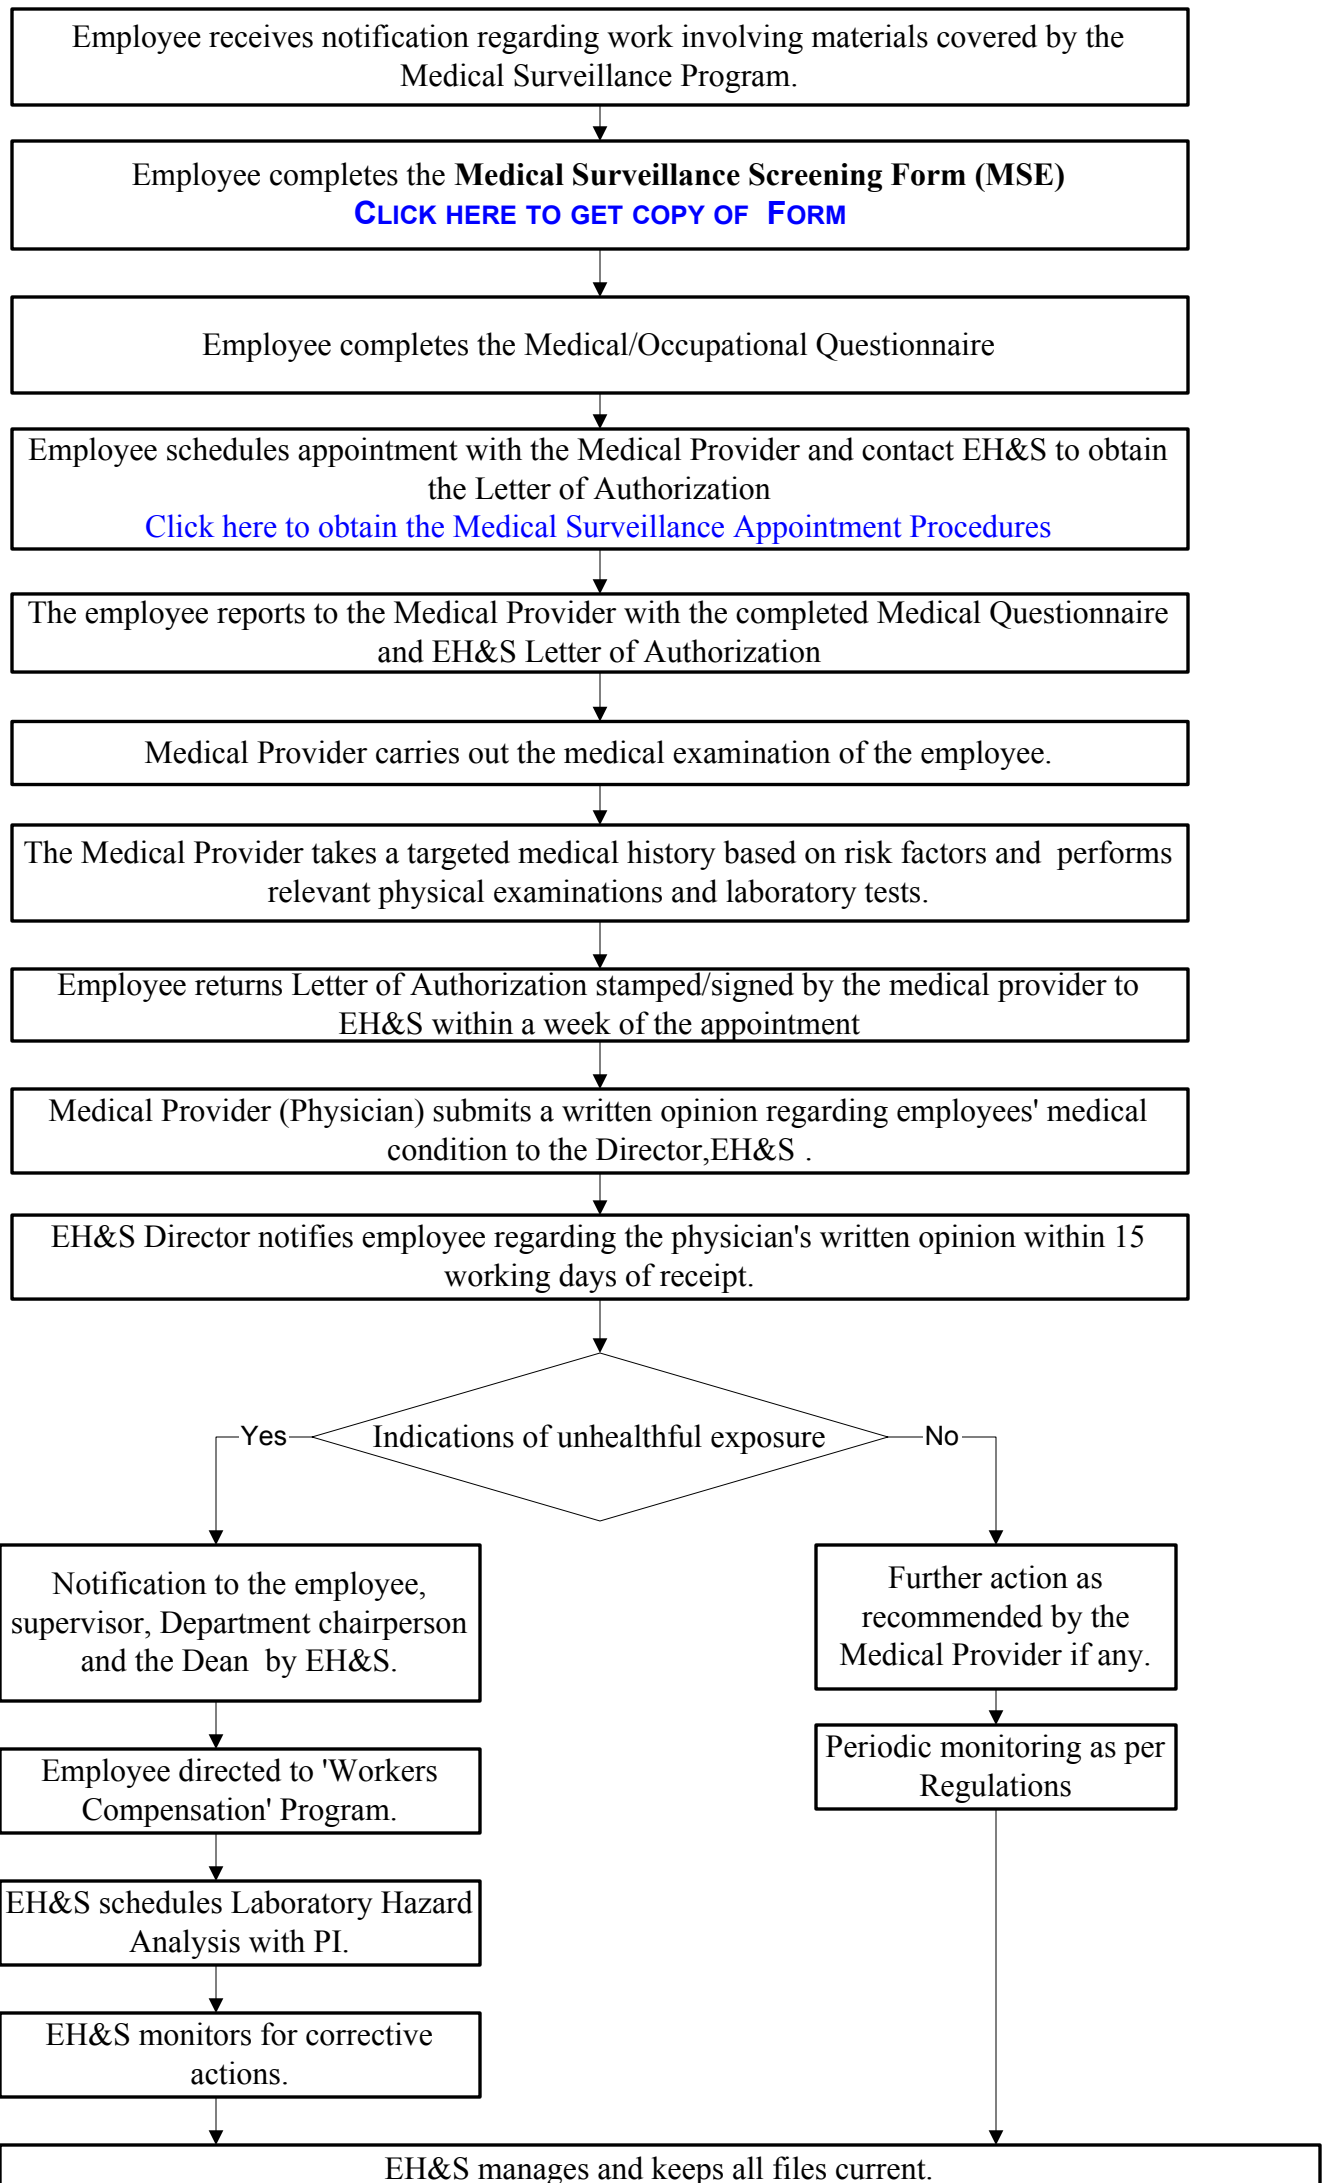 Employee receives notification regarding work involving materials covered by the
Medical Surveillance Program.
Employee completes the Medical Surveillance Screening Form (MSE)
CLICK HERE TO GET COPY OF FORM
Employee completes the Medical/Occupational Questionnaire
Employee schedules appointment with the Medical Provider and contact EH&S to obtain
the Letter of Authorization
Click here to obtain the Medical Surveillance Appointment Procedures
The employee reports to the Medical Provider with the completed Medical Questionnaire
and EH&S Letter of Authorization
Medical Provider carries out the medical examination of the employee.
The Medical Provider takes a targeted medical history based on risk factors and performs
relevant physical examinations and laboratory tests.
Employee returns Letter of Authorization stamped/signed by the medical provider to
EH&S within a week of the appointment
Medical Provider (Physician) submits a written opinion regarding employees' medical
condition to the Director,EH&S .
EH&S Director notifies employee regarding the physician's written opinion within 15
working days of receipt.
Indications of unhealthful exposure
Yes
No
Notification to the employee,
supervisor, Department chairperson
and the Dean by EH&S.
Employee directed to 'Workers
Compensation' Program.
EH&S schedules Laboratory Hazard
Analysis with PI.
EH&S monitors for corrective
actions.
Further action as
recommended by the
Medical Provider if any.
Periodic monitoring as per
Regulations
EH&S manages and keeps all files current.